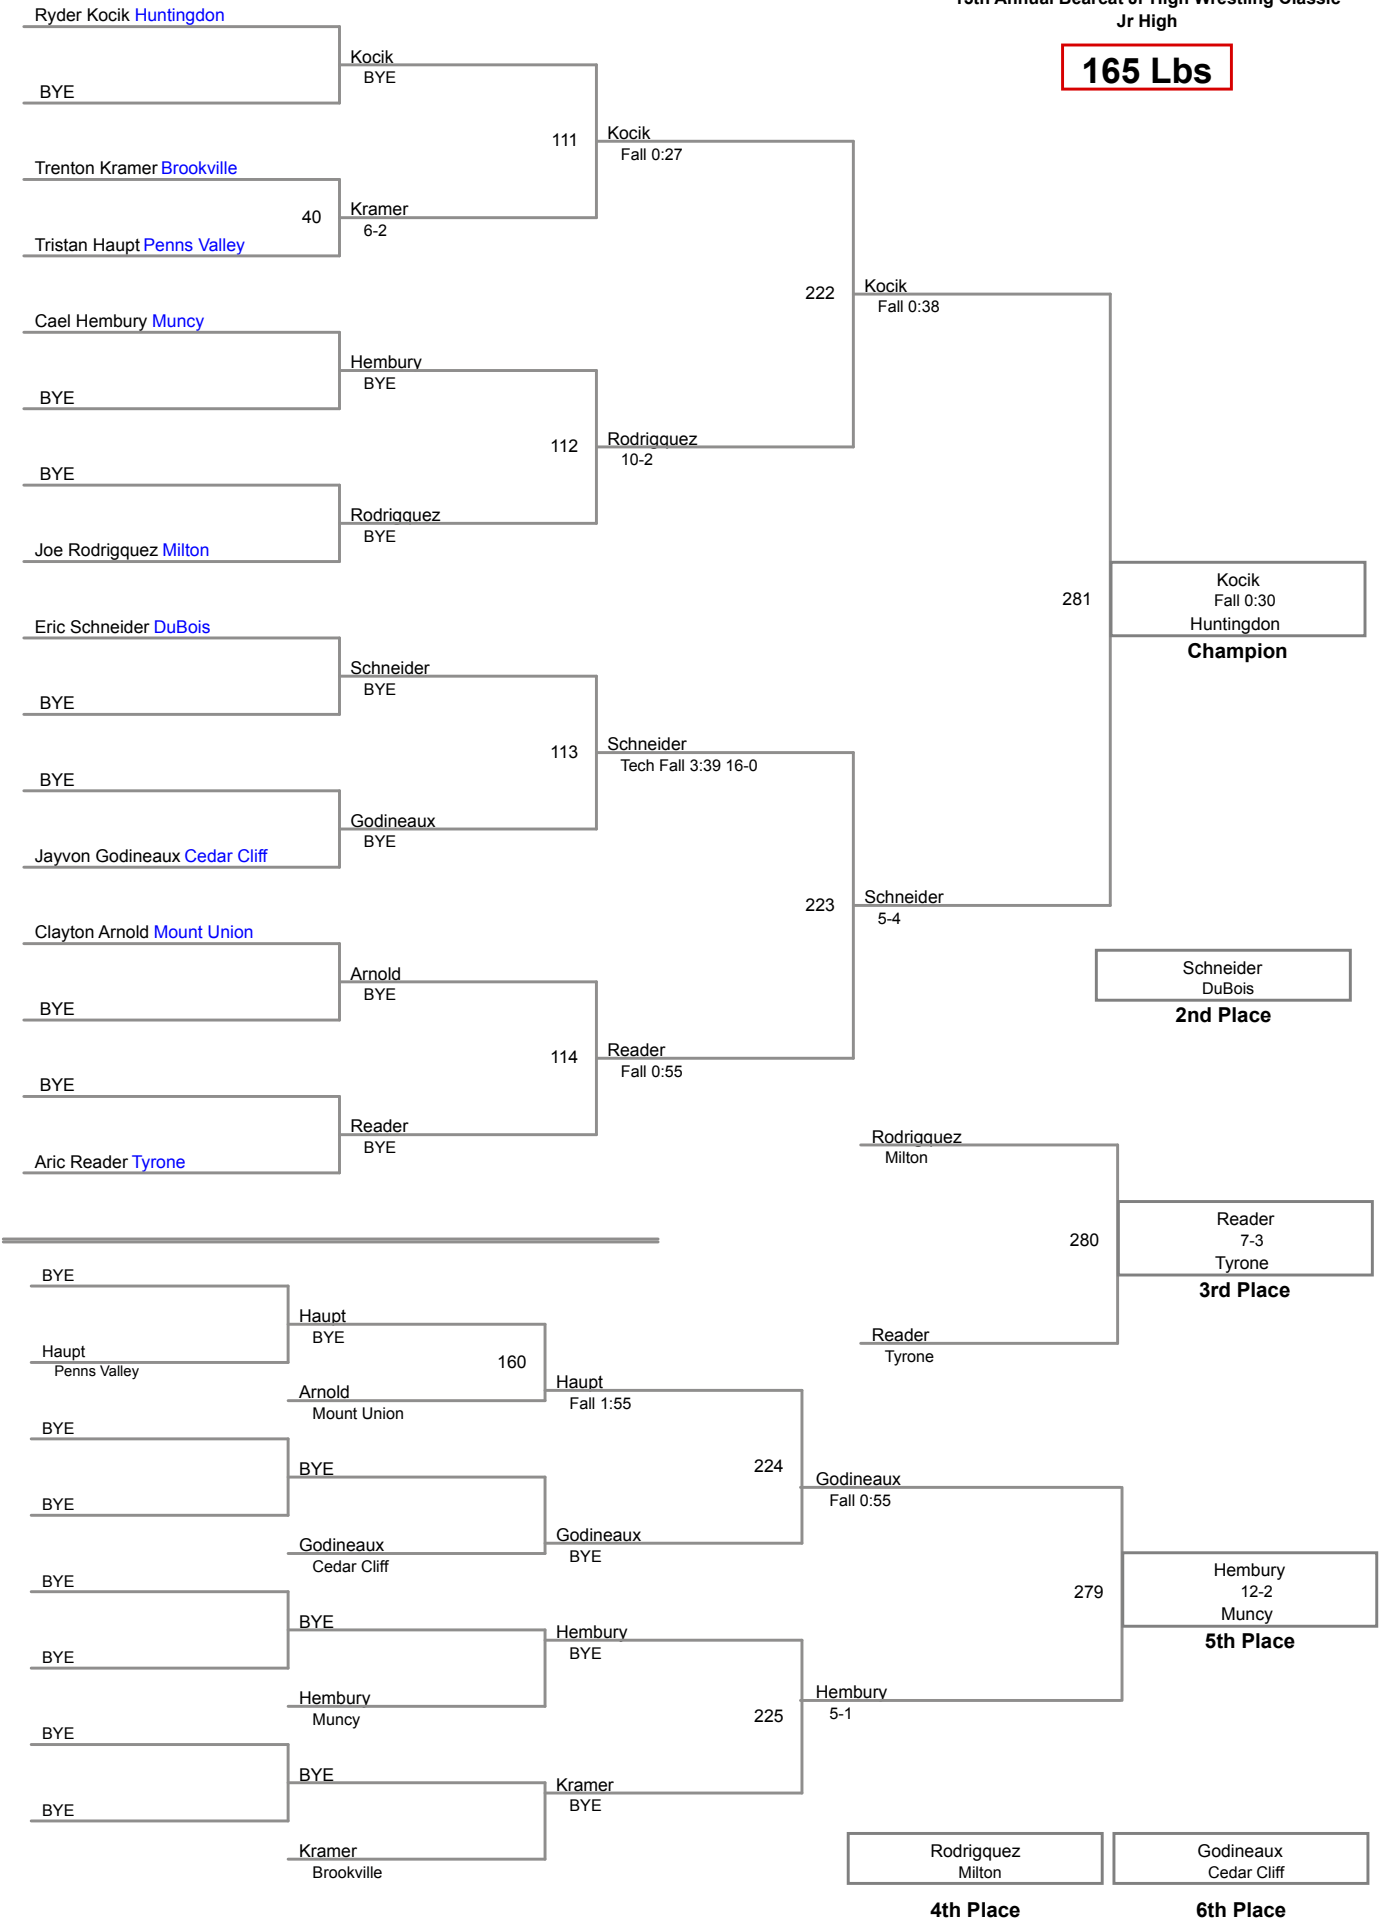 15th Annual Bearcat Jr High Wrestling Classic
Jr High
165 Lbs
Ryder Kocik Huntingdon
BYE
Kocik
BYE
111
Kocik
Fall 0:27
Trenton Kramer Brookville
40
Kramer
6-2
Tristan Haupt Penns Valley
222
Kocik
Fall 0:38
Cael Hembury Muncy
Hembury
BYE
BYE
112
Rodrigquez
10-2
BYE
Rodrigquez
BYE
Joe Rodrigquez Milton
281
Kocik
Fall 0:30
Huntingdon
Champion
Eric Schneider DuBois
Schneider
BYE
BYE
113
Schneider
Tech Fall 3:39 16-0
BYE
Godineaux
BYE
Jayvon Godineaux Cedar Cliff
223
Schneider
5-4
Clayton Arnold Mount Union
Arnold
BYE
BYE
Schneider
DuBois
2nd Place
114
Reader
Fall 0:55
BYE
Reader
BYE
Aric Reader Tyrone
Rodrigquez
Milton
280
Reader
7-3
Tyrone
3rd Place
Reader
Tyrone
BYE
Haupt
BYE
Haupt
Penns Valley
160
Arnold
Mount Union
Haupt
Fall 1:55
BYE
BYE
BYE
224
Godineaux
Fall 0:55
Godineaux
Cedar Cliff
Godineaux
BYE
BYE
BYE
BYE
279
Hembury
12-2
Muncy
5th Place
Hembury
BYE
Hembury
Muncy
225
Hembury
5-1
BYE
BYE
BYE
Kramer
BYE
Kramer
Brookville
Rodrigquez
Milton
4th Place
Godineaux
Cedar Cliff
6th Place